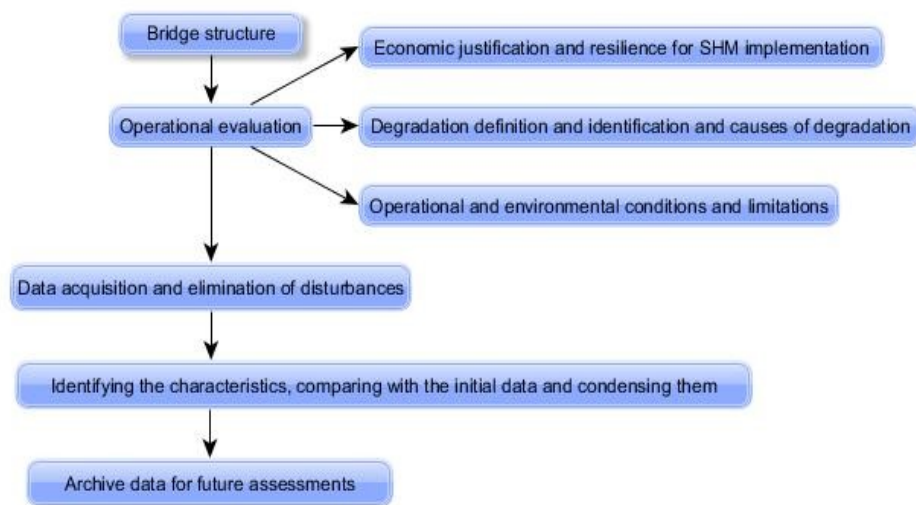 Bridge structure
Economic justification and resilience for SHM implementation
Operational evaluation
Degradation definition and identification and causes of degradation
Operational and environmental conditions and limitations
Data acquisition and elimination of disturbances
Identifying the characteristics, comparing with the initial data and condensing them
Archive data for future assessments